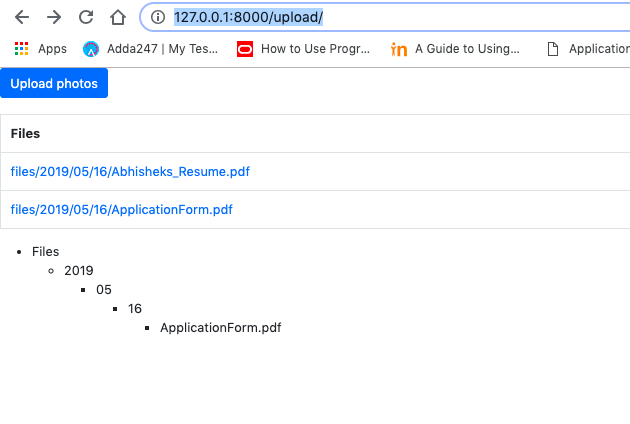 127.0.0.1:8000/upload/
Apps Adda247 | My Tes... How to Use Progr... A Guide to Using... Application
Upload photos
Files
files/2019/05/16/Abhisheks_Resume.pdf
files/2019/05/16/ApplicationForm.pdf
Files
2019
05
16
ApplicationForm.pdf